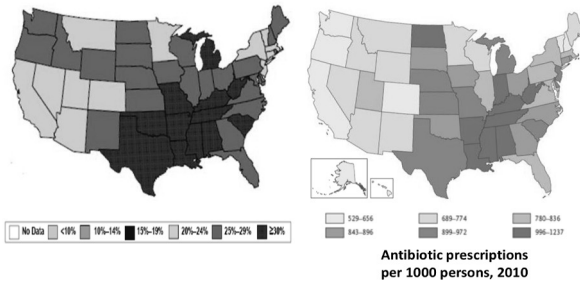 No Data <10% 10%–14% 15%–19% 20%–24% 25%–29% ≥30%
529–656 689–774 780–836
843–896 899–972 996–1237
Antibiotic prescriptions
per 1000 persons, 2010